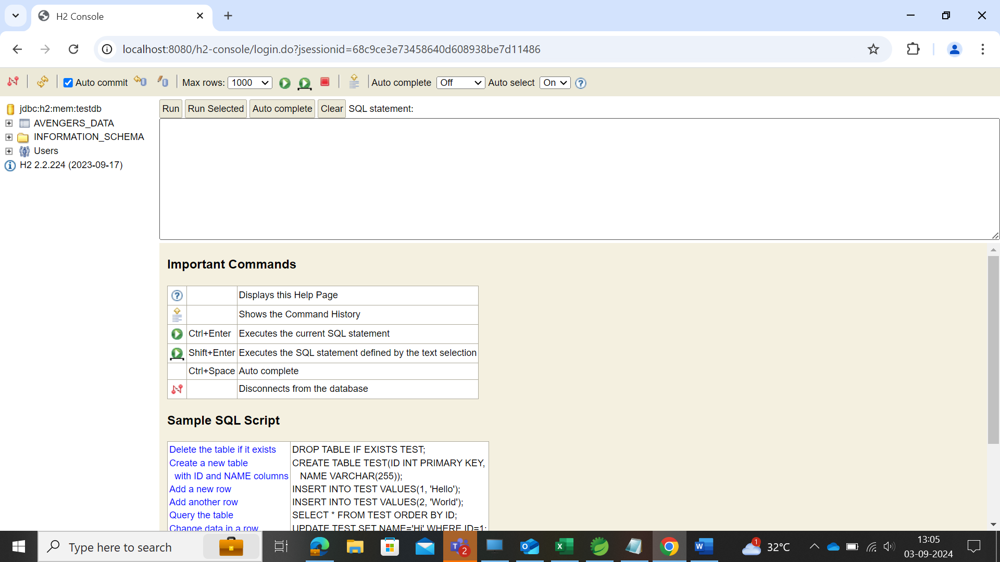 H2 Console
localhost:8080/h2-console/login.do?jsessionid=68c9ce3e73458640d608938be7d11486
Auto commit Max rows: 1000 Auto complete Off Auto select On
jdbc:h2:mem:testdb
AVENGERS_DATA
INFORMATION_SCHEMA
Users
H2 2.2.224 (2023-09-17)
Run Run Selected Auto complete Clear SQL statement:
Important Commands
Displays this Help Page
Shows the Command History
Ctrl+Enter Executes the current SQL statement
Shift+Enter Executes the SQL statement defined by the text selection
Ctrl+Space Auto complete
Disconnects from the database
Sample SQL Script
Delete the table if it exists DROP TABLE IF EXISTS TEST;
Create a new table CREATE TABLE TEST(ID INT PRIMARY KEY,
with ID and NAME columns NAME VARCHAR(255));
Add a new row INSERT INTO TEST VALUES(1, 'Hello');
Add another row INSERT INTO TEST VALUES(2, 'World');
Query the table SELECT * FROM TEST ORDER BY ID;
Change data in a row UPDATE TEST SET NAME='Hi' WHERE ID=1;
Type here to search
T 2
X
W
1
32°C
13:05
03-09-2024